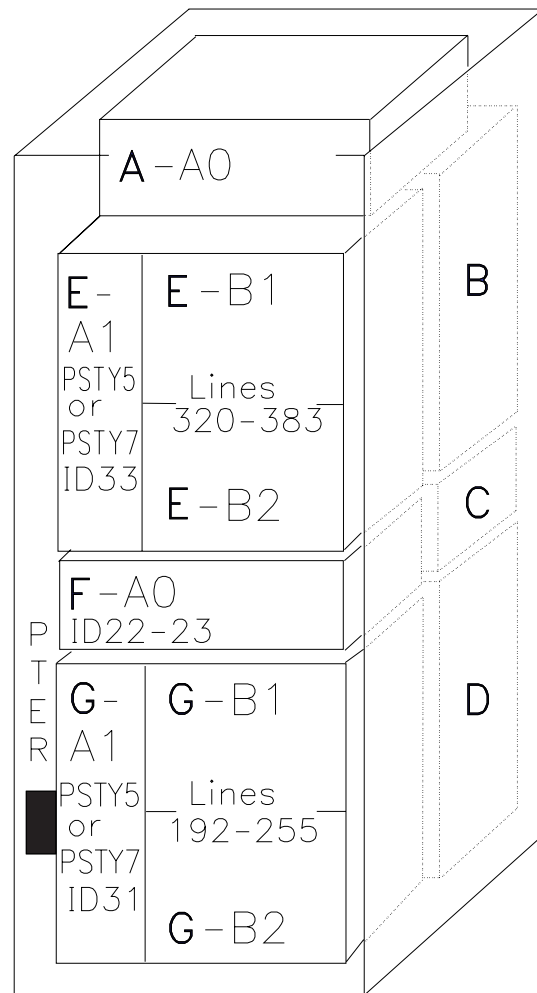 A-A0
B
E-
A1
PSTY5
or
PSTY7
ID33
E-B1
Lines
320-383
E-B2
C
F-A0
ID22-23
PTER
G-
A1
PSTY5
or
PSTY7
ID31
G-B1
Lines
192-255
G-B2
D